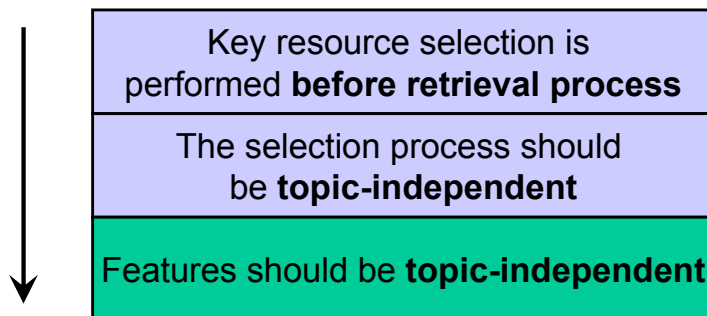 Key resource selection is
performed before retrieval process
The selection process should
be topic-independent
Features should be topic-independent